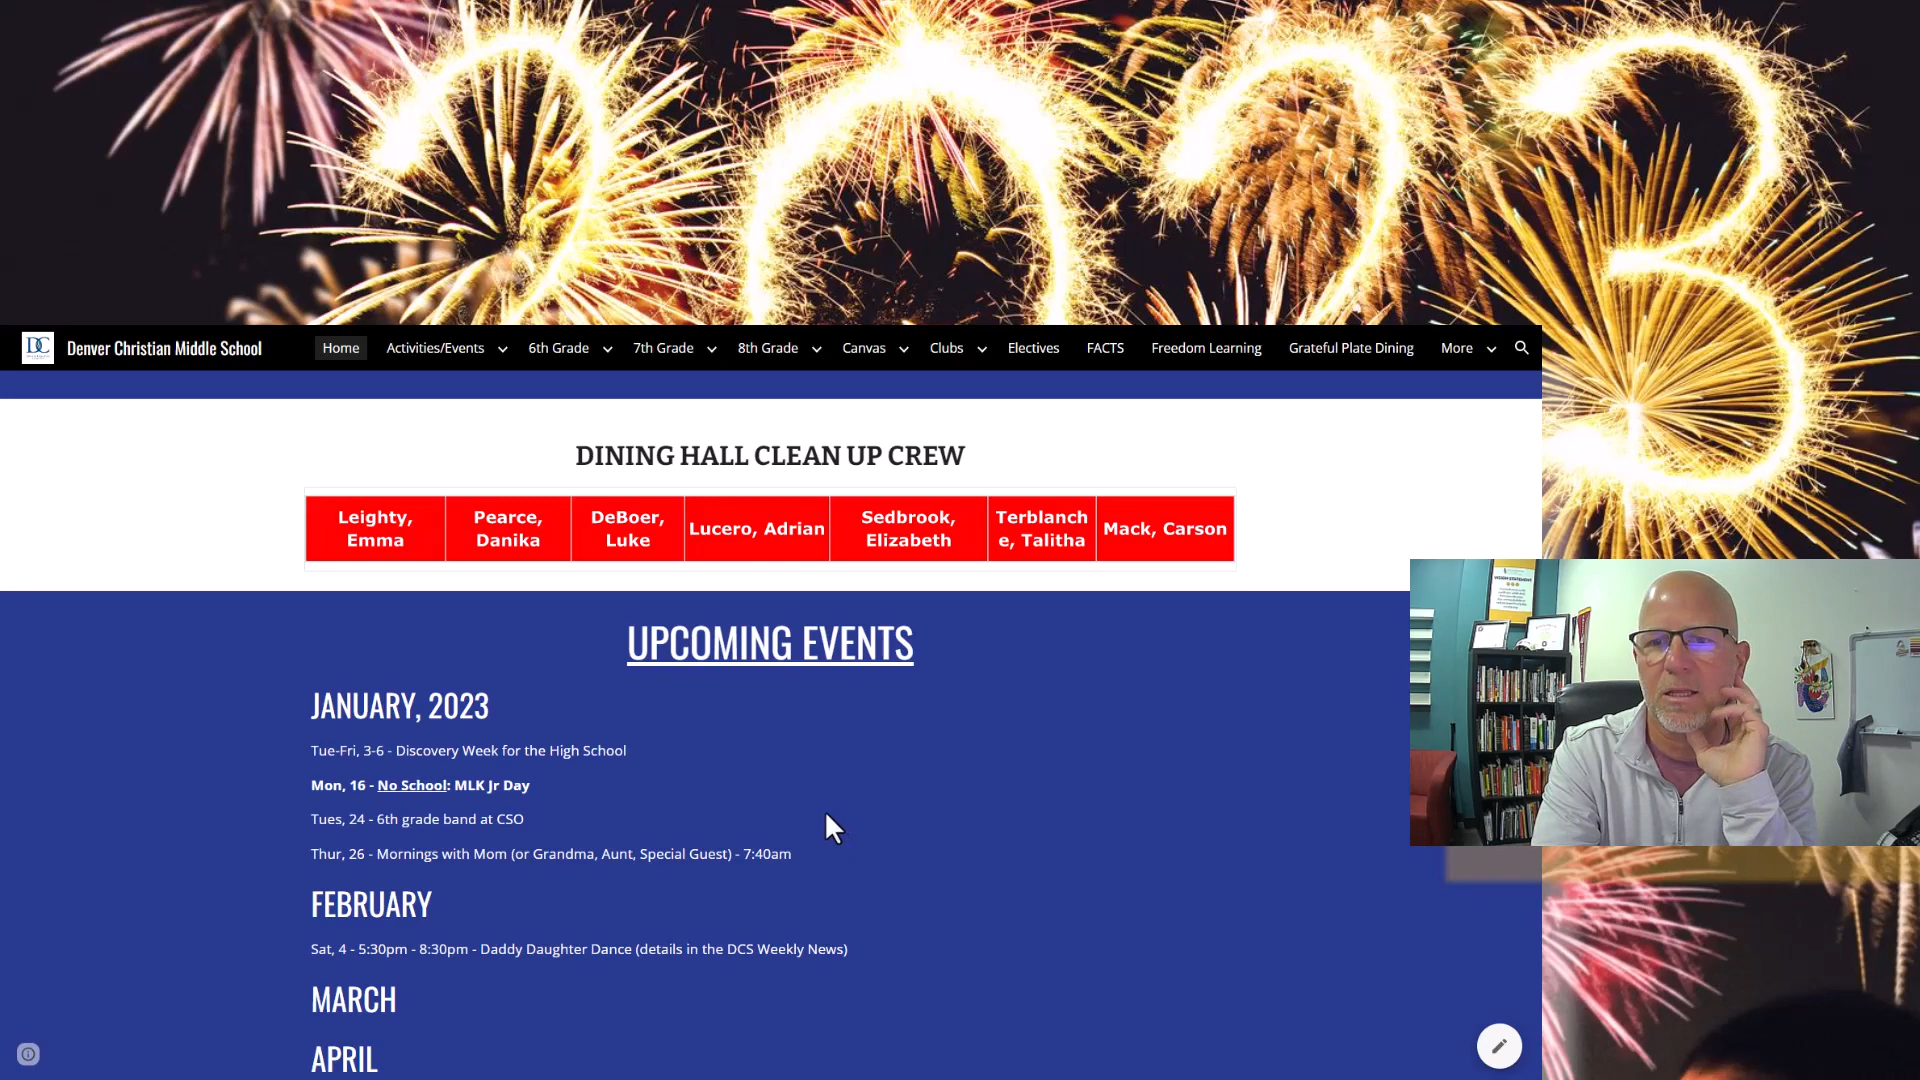 2023
DC
Denver Christian Middle School
Home
Activities/Events
6th Grade
7th Grade
8th Grade
Canvas
Clubs
Electives
FACTS
Freedom Learning
Grateful Plate Dining
More
DINING HALL CLEAN UP CREW
Leighty,
Emma
Pearce,
Danika
DeBoer,
Luke
Lucero, Adrian
Sedbrook,
Elizabeth
Terblanch
e, Talitha
Mack, Carson
UPCOMING EVENTS
JANUARY, 2023
Tue-Fri, 3-6 - Discovery Week for the High School
Mon, 16 - No School: MLK Jr Day
Tues, 24 - 6th grade band at CSO
Thur, 26 - Mornings with Mom (or Grandma, Aunt, Special Guest) - 7:40am
FEBRUARY
Sat, 4 - 5:30pm - 8:30pm - Daddy Daughter Dance (details in the DCS Weekly News)
MARCH
APRIL
VISION STATEMENT